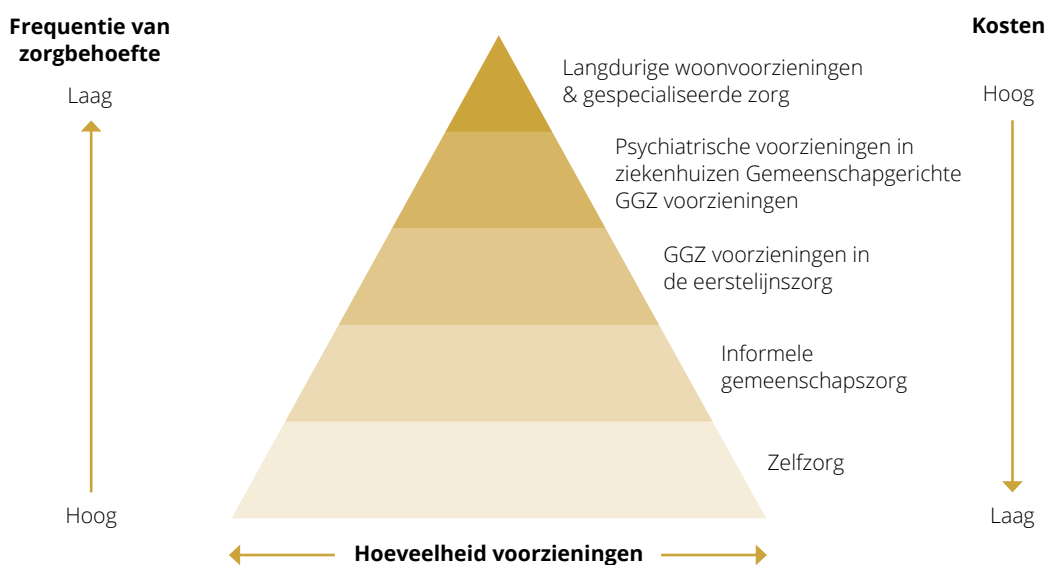 Frequentie van
zorgbehoefte
Laag
Hoog
Kosten
Hoog
Laag
Langdurige woonvoorzieningen
& gespecialiseerde zorg
Psychiatrische voorzieningen in
ziekenhuizen Gemeenschapgerichte
GGZ voorzieningen
GGZ voorzieningen in
de eerstelijnszorg
Informele
gemeenschapszorg
Zelfzorg
Hoeveelheid voorzieningen